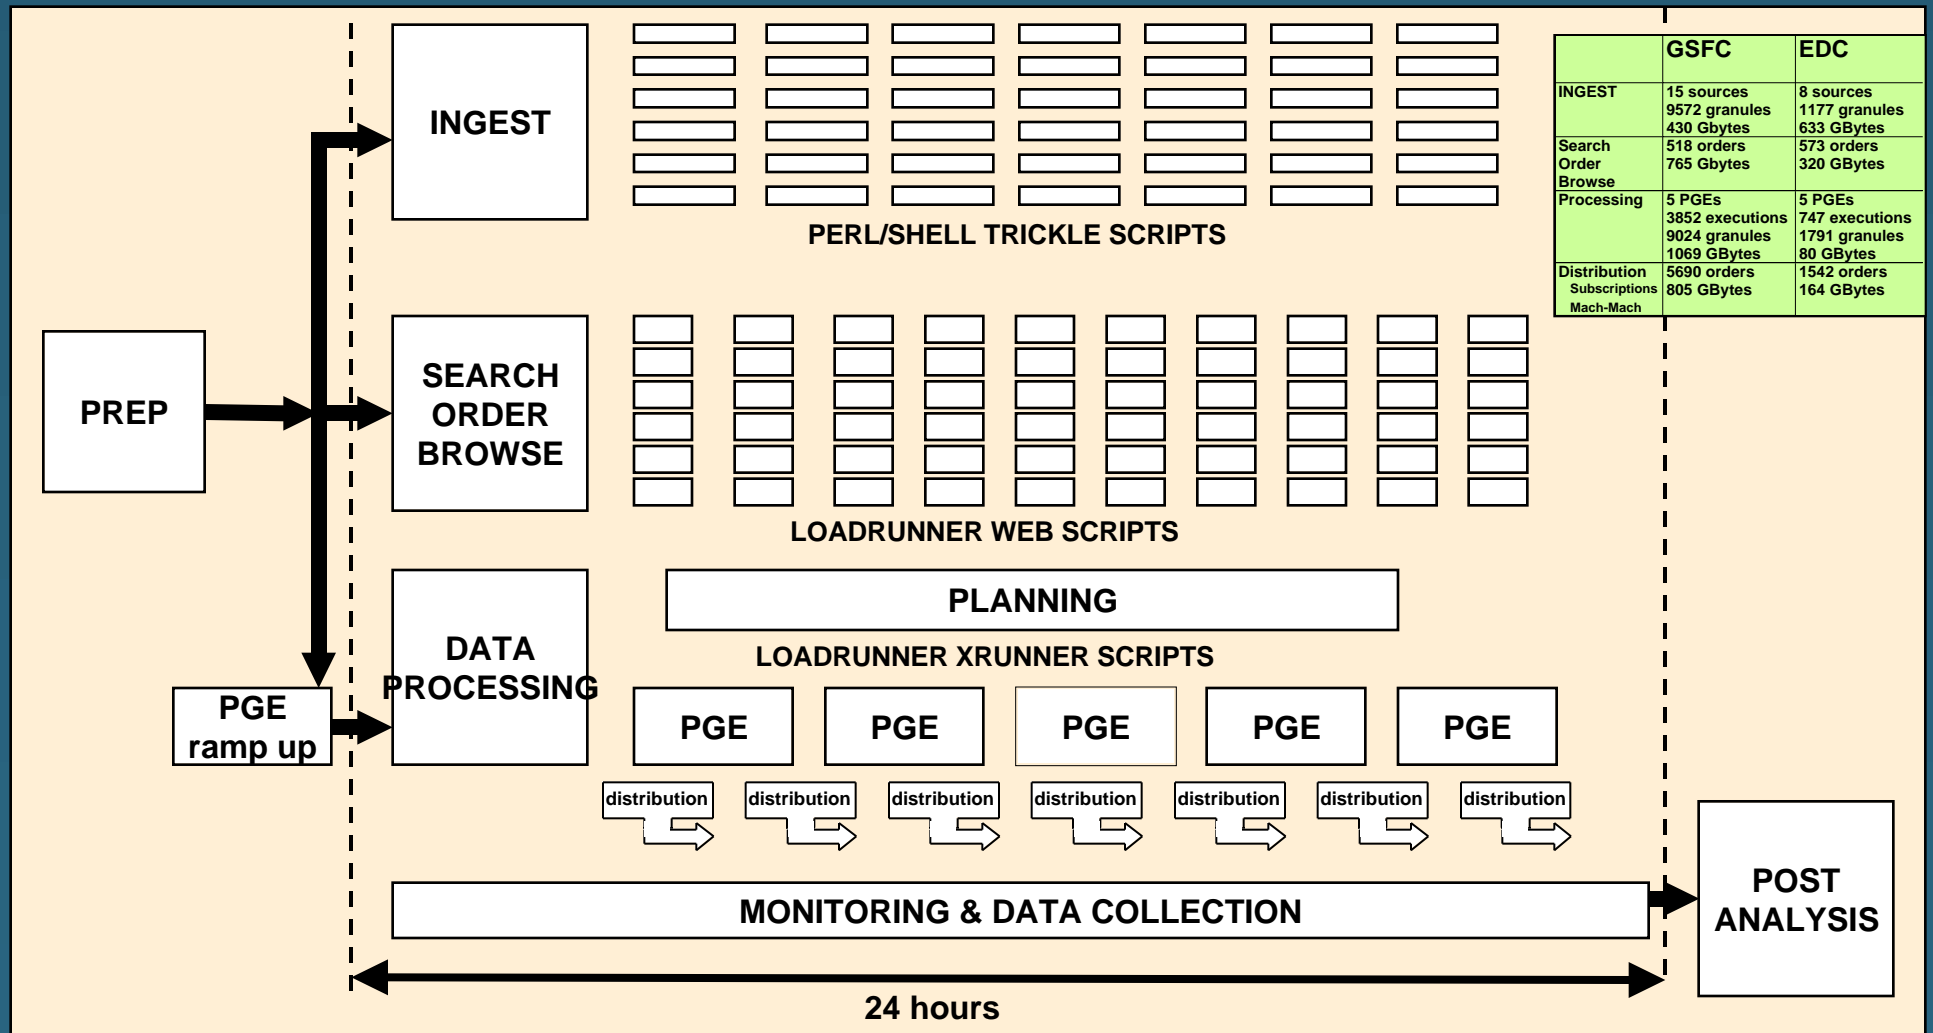 GSFC EDC
INGEST 15 sources 8 sources
9572 granules 1177 granules
430 Gbytes 633 GBytes
Search 518 orders 573 orders
Order 765 Gbytes 320 GBytes
Browse
Processing 5 PGEs 5 PGEs
3852 executions 747 executions
9024 granules 1791 granules
1069 GBytes 80 GBytes
Distribution 5690 orders 1542 orders
Subscriptions 805 GBytes 164 GBytes
Mach-Mach
INGEST
PERL/SHELL TRICKLE SCRIPTS
PREP
SEARCH
ORDER
BROWSE
LOADRUNNER WEB SCRIPTS
PLANNING
LOADRUNNER XRUNNER SCRIPTS
DATA
PROCESSING
PGE
ramp up
PGE PGE PGE PGE PGE
distribution distribution distribution distribution distribution distribution distribution
MONITORING & DATA COLLECTION
POST
ANALYSIS
24 hours